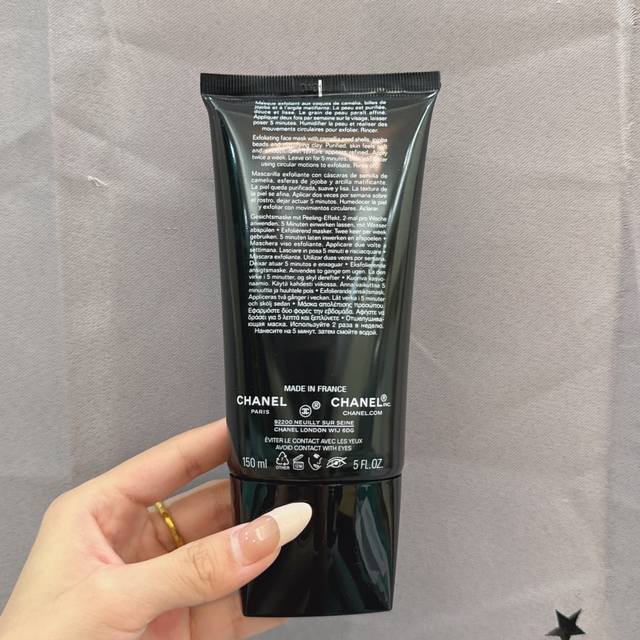 Masque exfoliant aux coques de camélia, billes de
jojoba et à l'argile matifiante. La peau est purifiée,
douce et lisse. Le grain de peau paraît affiné.
Appliquer deux fois par semaine sur le visage, laisser
poser 5 minutes. Humidifier la peau et réaliser des
mouvements circulaires pour exfolier. Rincer.
Exfoliating face mask with camellia seed shells, jojoba
beads and mattifying clay. Purified, skin feels
and Skin texture appears refined.
twice a week. Leave on for 5 minutes.
using circular motions to exfoliate. Rinse
Mascarilla exfoliante con cáscaras de semilla de
camelia, esferas de jojoba y arcilla matificante.
La piel queda purificada, suave y lisa. La textura de
la piel se afina. Aplicar dos veces por semana sobre
el rostro, dejar actuar 5 minutos. Humedecer la piel
y exfoliar con movimientos circulares. Aclarar.
Gesichtsmaske mit Peeling-Effekt. 2-mal pro Woche
anwenden. 5 Minuten einwirken lassen, mit Wasser
abspülen • Exfoliërend masker. Twee keer per week
gebruiken. 5 minuten laten inwerken en afspoelen •
Maschera viso esfoliante. Applicare due volte a
settimana. Lasciare in posa 5 minuti e risciacquare •
Máscara exfoliante. Utilizar duas vezes por semana.
Deixar atuar 5 minutos e enxaguar • Eksfolierende
ansigtsmaske. Anvendes to gange om ugen. La den
virke i 5 minutter, og skyl derefter • Kuoriva kasvo-
naamio. Käytä kahdesti viikossa. Anna vaikuttaa 5
minuuttia ja huuhtele pois • Exfolierande ansiktsmask.
Appliceras två gånger i veckan. Låt verka i 5 minuter
och skölj sedan • Μάσκα απολέπισης προσώπου.
Εφαρμόστε δύο φορές την εβδομάδα. Αφήστε να
δράσει για 5 λεπτά και ξεπλύνετε • Отшелушиваю-
ющая маска. Используйте 2 раза в неделю.
Нанесите на 5 минут, затем смойте водой.
MADE IN FRANCE
CHANEL ® CHANEL® INC.
PARIS CHANEL.COM
92200 NEUILLY SUR SEINE
CHANEL LONDON W1J 6DG
ÉVITER LE CONTACT AVEC LES YEUX
AVOID CONTACT WITH EYES
150 ml OTHER 12M 5 FL.OZ.